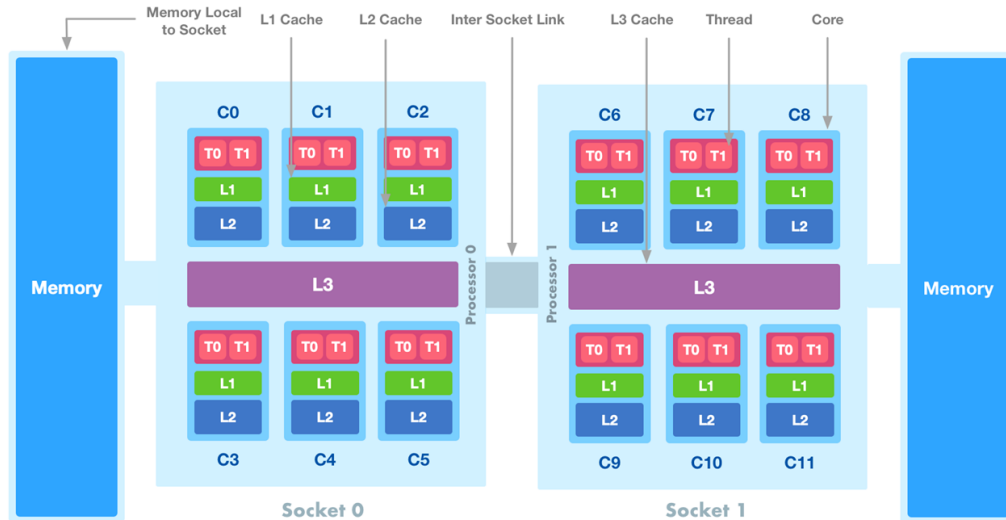 Memory Local
to Socket
L1 Cache
L2 Cache
Inter Socket Link
L3 Cache
Thread
Core
Memory
C0
C1
C2
T0 T1
T0 T1
T0 T1
L1
L1
L1
L2
L2
L2
L3
Processor 0
T0 T1
T0 T1
T0 T1
L1
L1
L1
L2
L2
L2
C3
C4
C5
Socket 0
C6
C7
C8
T0 T1
T0 T1
T0 T1
L1
L1
L1
L2
L2
L2
Processor 1
L3
T0 T1
T0 T1
T0 T1
L1
L1
L1
L2
L2
L2
C9
C10
C11
Socket 1
Memory